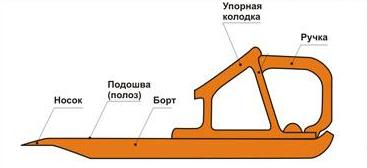 Упорная
колодка
Ручка
Подошва
(полоз)
Носок
Борт